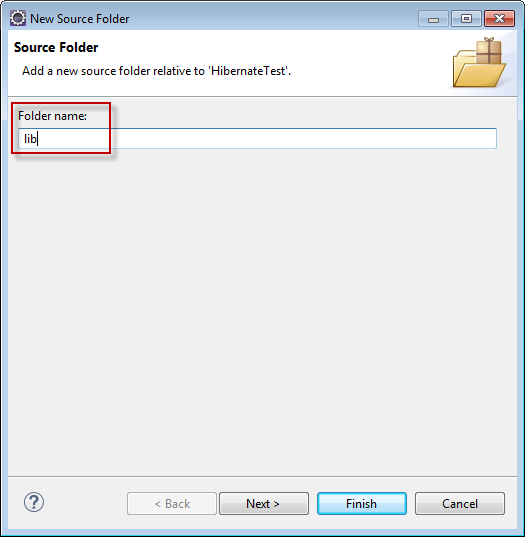 New Source Folder
Source Folder
Add a new source folder relative to 'HibernateTest'.
Folder name:
lib
?
< Back
Next >
Finish
Cancel